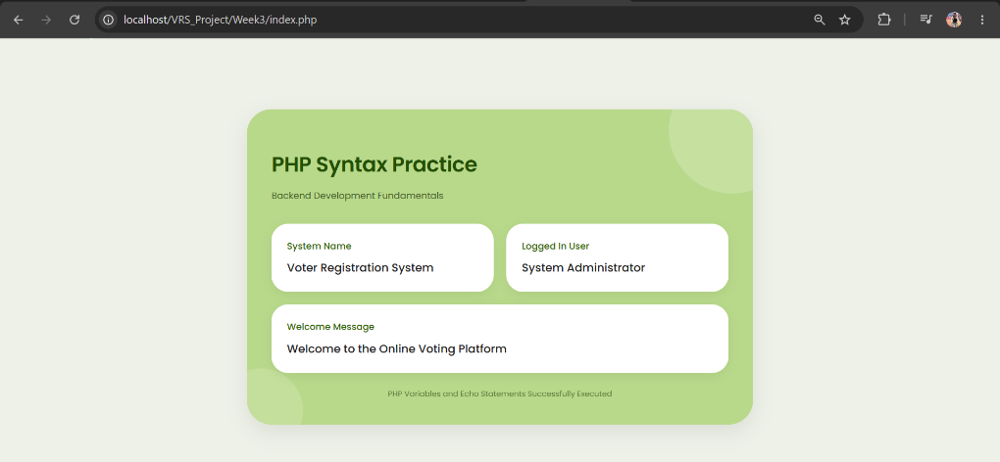 localhost/VRS_Project/Week3/index.php
PHP Syntax Practice
Backend Development Fundamentals
System Name
Voter Registration System
Logged In User
System Administrator
Welcome Message
Welcome to the Online Voting Platform
PHP Variables and Echo Statements Successfully Executed